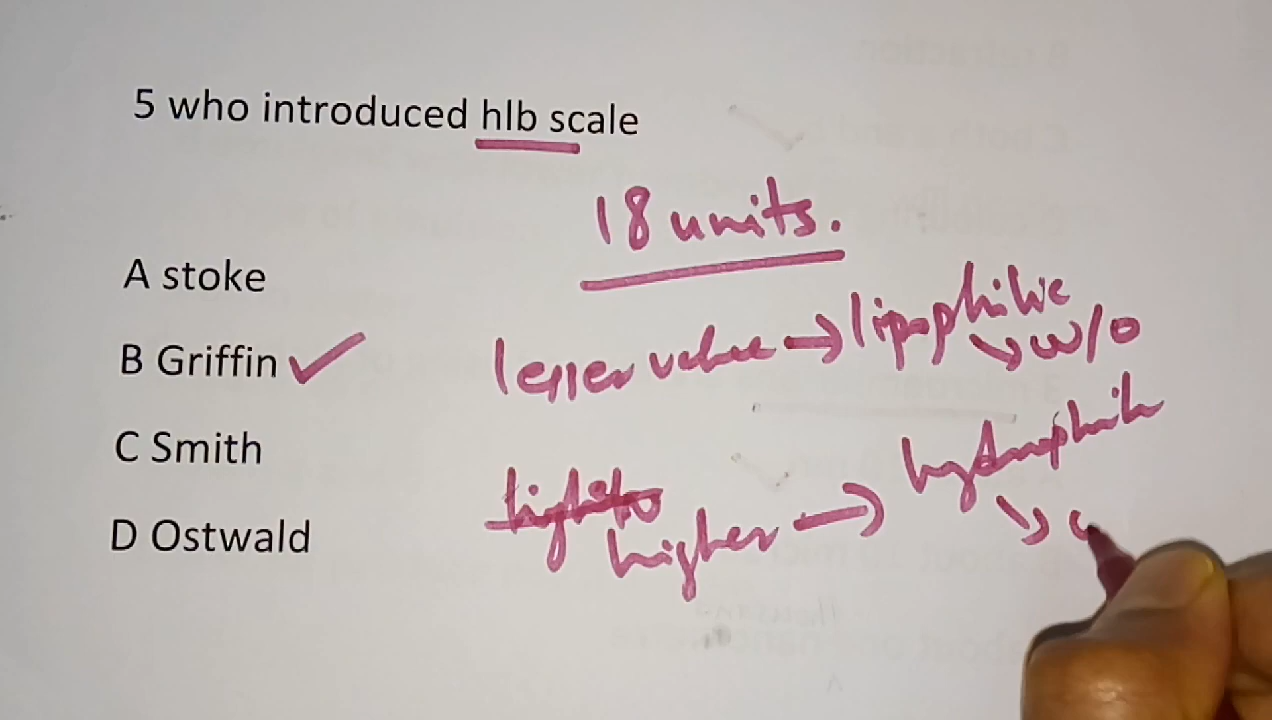 5 who introduced hlb scale
18 units.
A stoke
lesser value → lipophilic
↘ w/o
B Griffin ✓
hydrophilic
C Smith
higher →
D Ostwald